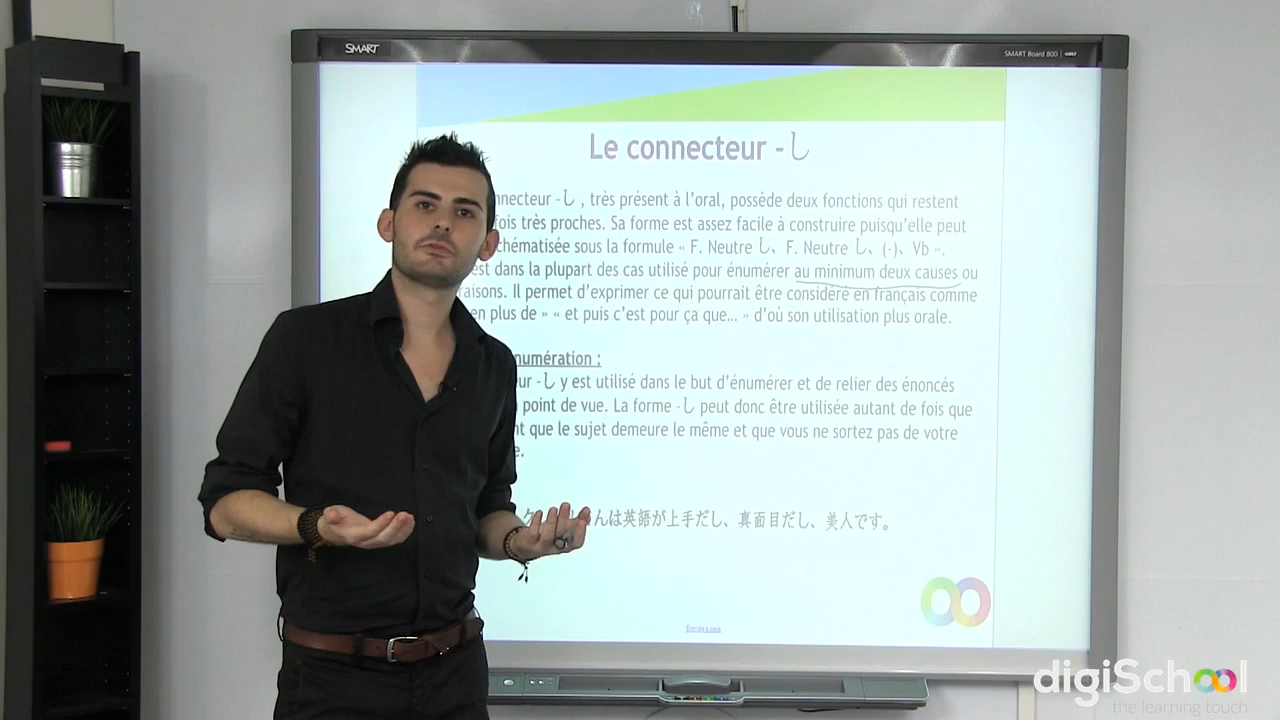 SMART
SMART Board 800
Le connecteur -し
connecteur -し , très présent à l'oral, possède deux fonctions qui restent
fois très proches. Sa forme est assez facile à construire puisqu'elle peut
schématisée sous la formule « F. Neutre し、F. Neutre し、(-)、Vb ».
est dans la plupart des cas utilisé pour énumérer au minimum deux causes ou
raisons. Il permet d'exprimer ce qui pourrait être considéré en français comme
en plus de » « et puis c'est pour ça que... » d'où son utilisation plus orale.
numération :
ur -し y est utilisé dans le but d'énumérer et de relier des énoncés
point de vue. La forme -し peut donc être utilisée autant de fois que
nt que le sujet demeure le même et que vous ne sortez pas de votre
e.
んは英語が上手だし、真面目だし、美人です。
digiSchool
the learning touch